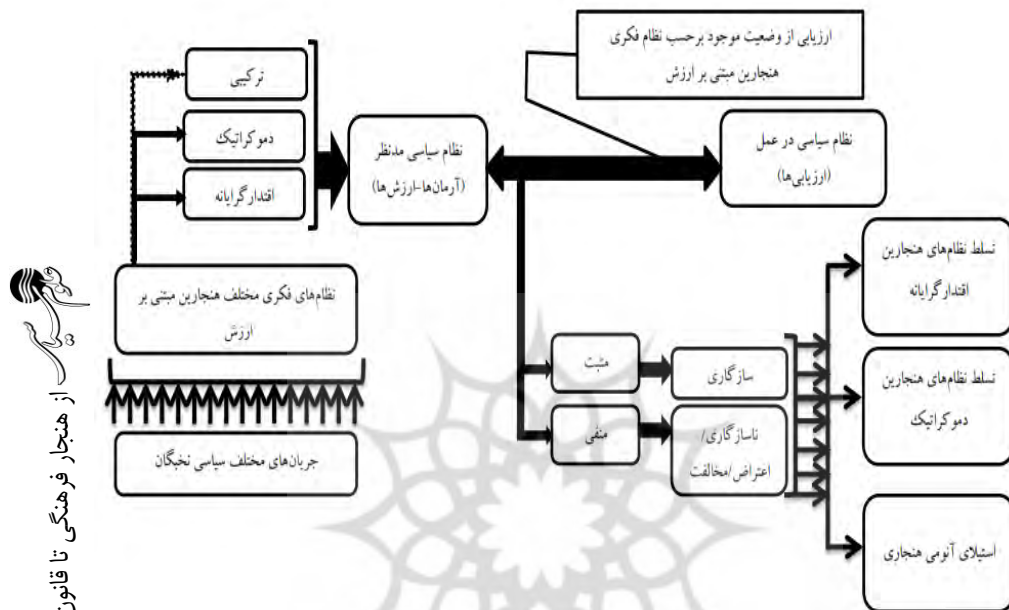 ارزیابی از وضعیت موجود برحسب نظام فکری
هنجارین مبتنی بر ارزش
ترکیبی
دموکراتیک
اقتدارگرایانه
نظام سیاسی مدنظر
(آرمان‌ها-ارزش‌ها)
نظام سیاسی در عمل
(ارزیابی‌ها)
نظام‌های فکری مختلف هنجارین مبتنی بر
ارزش
جریان‌های مختلف سیاسی نخبگان
مثبت
منفی
سازگاری
ناسازگاری/
اعتراض/مخالفت
تسلط نظام‌های هنجارین
اقتدارگرایانه
تسلط نظام‌های هنجارین
دموکراتیک
استیلای آنومی هنجاری
از هنجار فرهنگی تا قانون